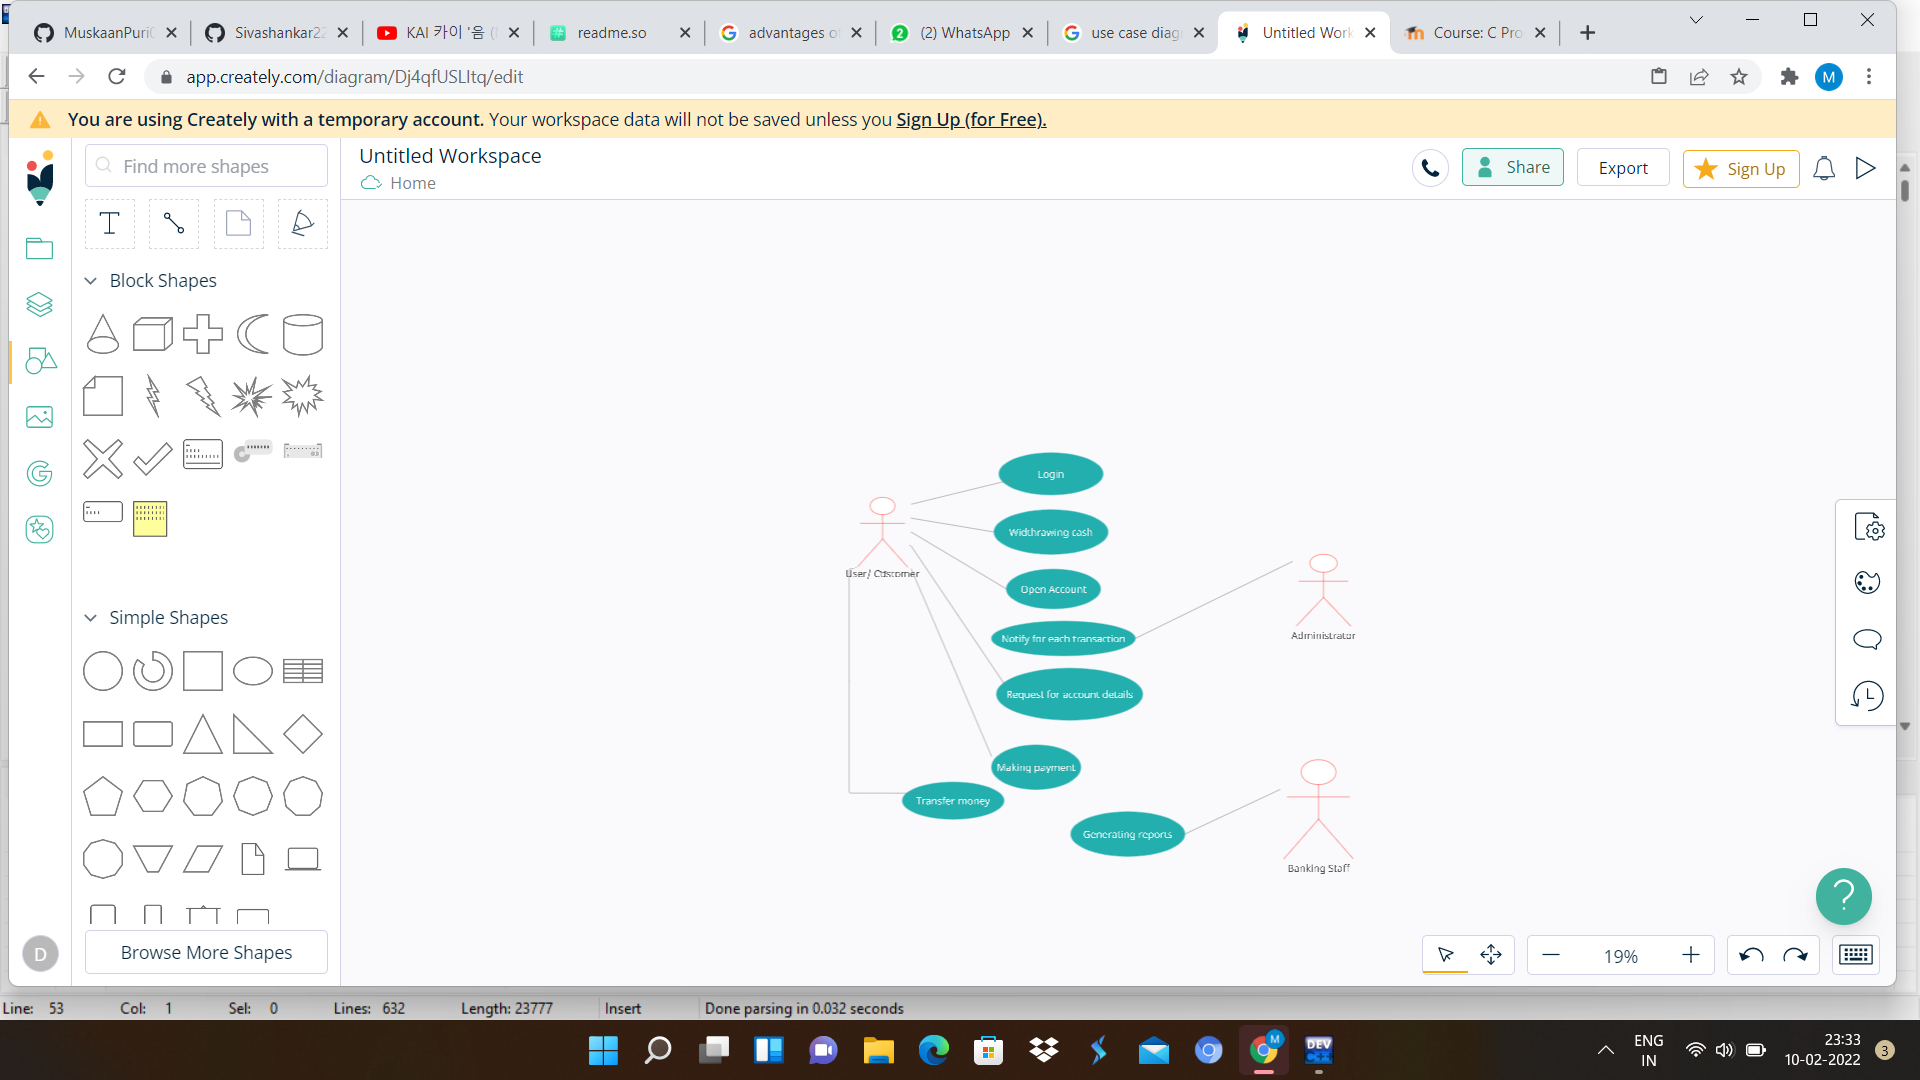 MuskaanPuri
Sivashankar22
KAI 카이 '음 (
readme.so
advantages o
(2) WhatsApp
use case diag
Untitled Work
Course: C Pro
app.creately.com/diagram/Dj4qfUSLItq/edit
M
You are using Creately with a temporary account. Your workspace data will not be saved unless you Sign Up (for Free).
Find more shapes
Untitled Workspace
Home
Share
Export
Sign Up
T
Block Shapes
Simple Shapes
Browse More Shapes
D
Login
Widthrawing cash
User/ Customer
Open Account
Notify for each transaction
Administrator
Request for account details
Making payment
Transfer money
Generating reports
Banking Staff
?
19%
Line: 53 Col: 1 Sel: 0 Lines: 632 Length: 23777 Insert Done parsing in 0.032 seconds
M
DEV
C++
ENG
IN
23:33
10-02-2022
3